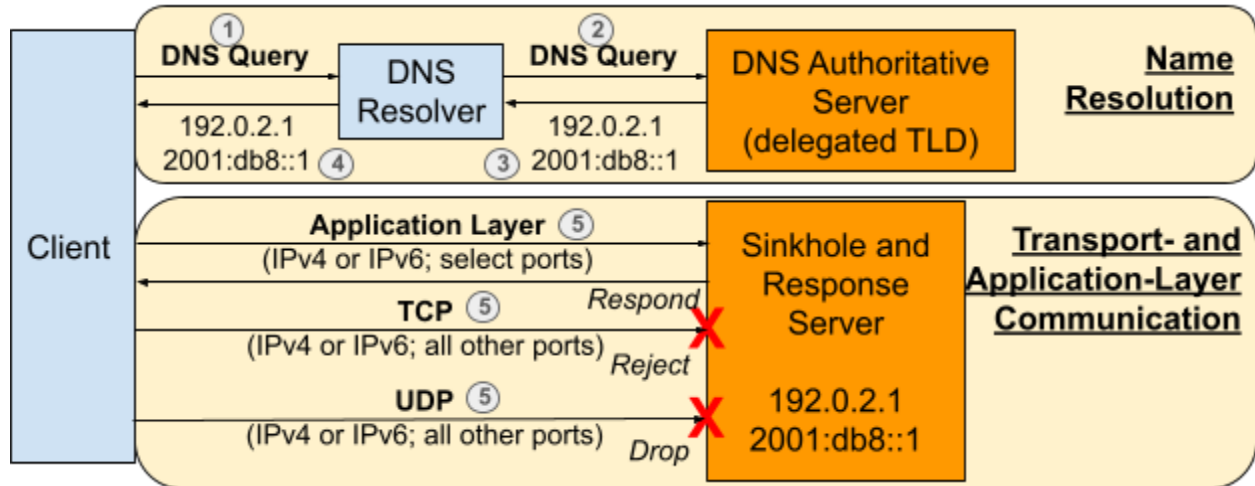 Client
1
DNS Query
DNS
Resolver
192.0.2.1
2001:db8::1
4
2
DNS Query
192.0.2.1
2001:db8::1
3
DNS Authoritative
Server
(delegated TLD)
Name
Resolution
Application Layer 5
(IPv4 or IPv6; select ports)
Respond
TCP 5
(IPv4 or IPv6; all other ports)
Reject
X
UDP 5
(IPv4 or IPv6; all other ports)
Drop
X
Sinkhole and
Response
Server
192.0.2.1
2001:db8::1
Transport- and
Application-Layer
Communication